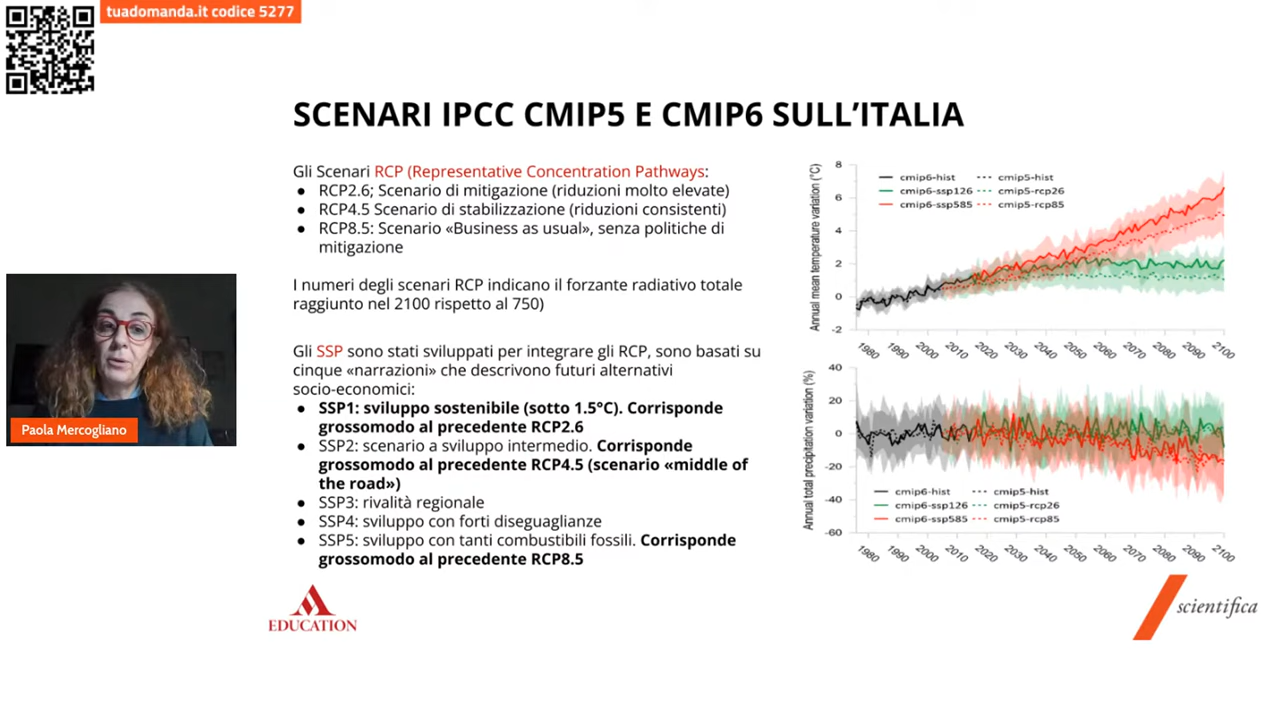 tuadomanda.it codice 5277
SCENARI IPCC CMIP5 E CMIP6 SULL'ITALIA
Gli Scenari RCP (Representative Concentration Pathways:
● RCP2.6; Scenario di mitigazione (riduzioni molto elevate)
● RCP4.5 Scenario di stabilizzazione (riduzioni consistenti)
● RCP8.5: Scenario «Business as usual», senza politiche di
mitigazione
I numeri degli scenari RCP indicano il forzante radiativo totale
raggiunto nel 2100 rispetto al 750)
Gli SSP sono stati sviluppati per integrare gli RCP, sono basati su
cinque «narrazioni» che descrivono futuri alternativi
socio-economici:
● SSP1: sviluppo sostenibile (sotto 1.5°C). Corrisponde
grossomodo al precedente RCP2.6
● SSP2: scenario a sviluppo intermedio. Corrisponde
grossomodo al precedente RCP4.5 (scenario «middle of
the road»)
● SSP3: rivalità regionale
● SSP4: sviluppo con forti diseguaglianze
● SSP5: sviluppo con tanti combustibili fossili. Corrisponde
grossomodo al precedente RCP8.5
Paola Mercogliano
Annual mean temperature variation (°C)
8
6
4
2
0
-2
cmip6-hist cmip5-hist
cmip6-ssp126 cmip5-rcp26
cmip6-ssp585 cmip5-rcp85
1980 1990 2000 2010 2020 2030 2040 2050 2060 2070 2080 2090 2100
Annual total precipitation variation (%)
40
20
0
-20
-40
-60
cmip6-hist cmip5-hist
cmip6-ssp126 cmip5-rcp26
cmip6-ssp585 cmip5-rcp85
1980 1990 2000 2010 2020 2030 2040 2050 2060 2070 2080 2090 2100
EDUCATION
scientifica